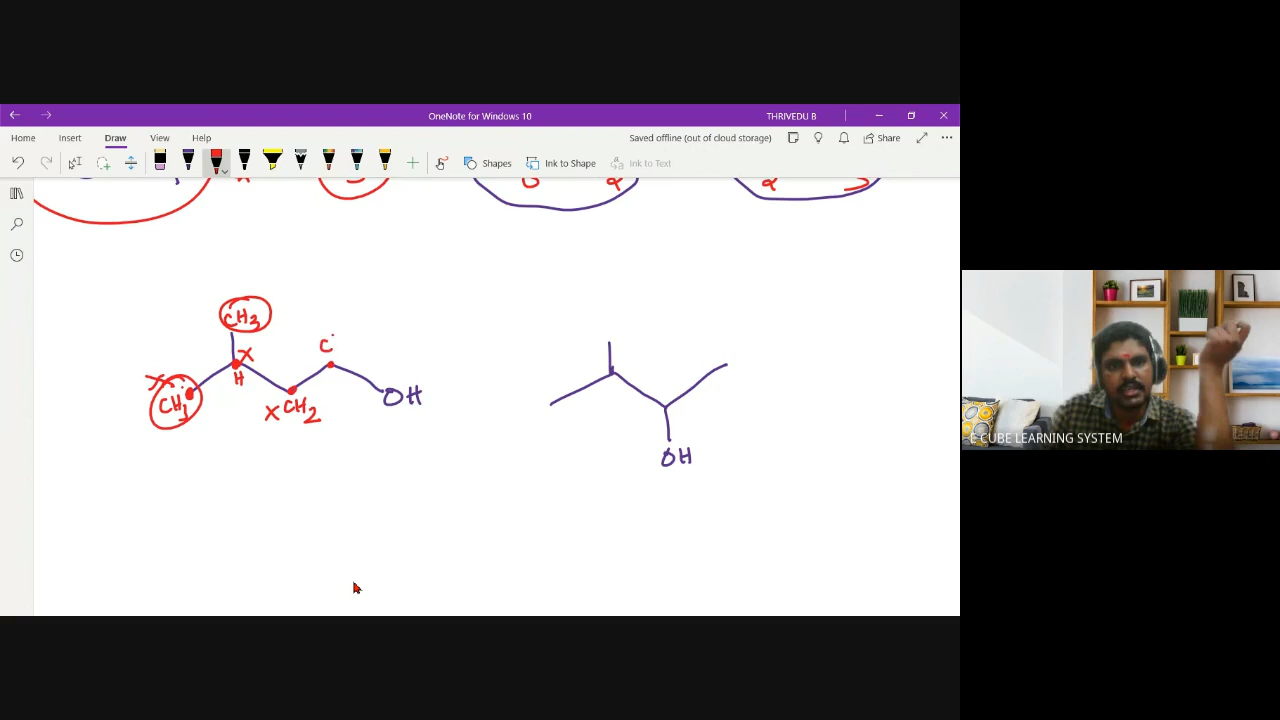 OneNote for Windows 10
THRIVEDU B
Home Insert Draw View Help
Saved offline (out of cloud storage)
Share
Shapes
Ink to Shape
Ink to Text
CH3
C
X
H
X
CH3
X CH2
OH
OH
E CUBE LEARNING SYSTEM